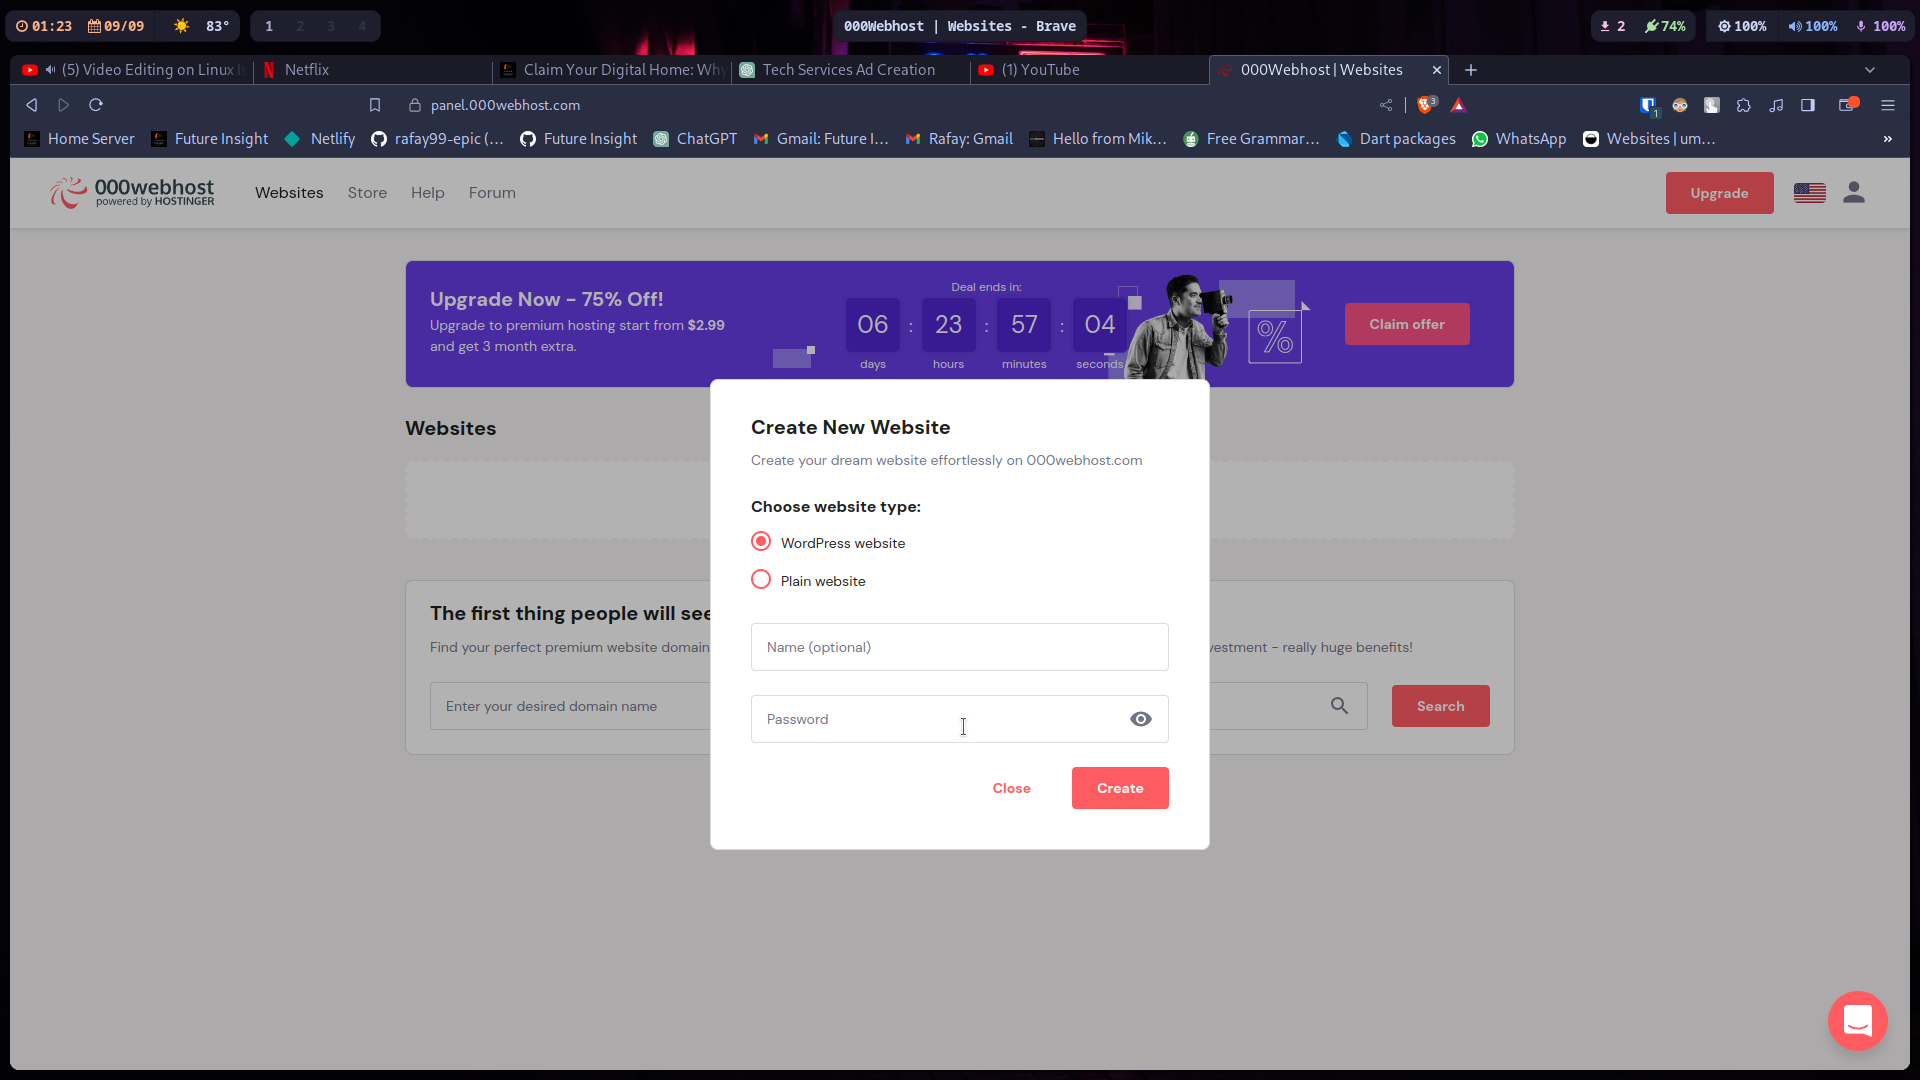 01:23 09/09 83° 1 2 3 4
000Webhost | Websites - Brave
2 74% 100% 100% 100%
(5) Video Editing on Linux i
Netflix
Claim Your Digital Home: Why
Tech Services Ad Creation
(1) YouTube
000Webhost | Websites
panel.000webhost.com
3
1
Home Server
Future Insight
Netlify
rafay99-epic (...
Future Insight
ChatGPT
Gmail: Future I...
Rafay: Gmail
Hello from Mik...
Free Grammar...
Dart packages
WhatsApp
Websites | um...
»
000webhost
powered by HOSTINGER
Websites Store Help Forum
Upgrade
Upgrade Now - 75% Off!
Upgrade to premium hosting start from $2.99
and get 3 month extra.
Deal ends in:
06 : 23 : 57 : 04
days hours minutes seconds
%
Claim offer
Websites
Create New Website
Create your dream website effortlessly on 000webhost.com
Choose website type:
WordPress website
Plain website
Name (optional)
Password
Close
Create
The first thing people will see
Find your perfect premium website domain
vestment - really huge benefits!
Enter your desired domain name
Search